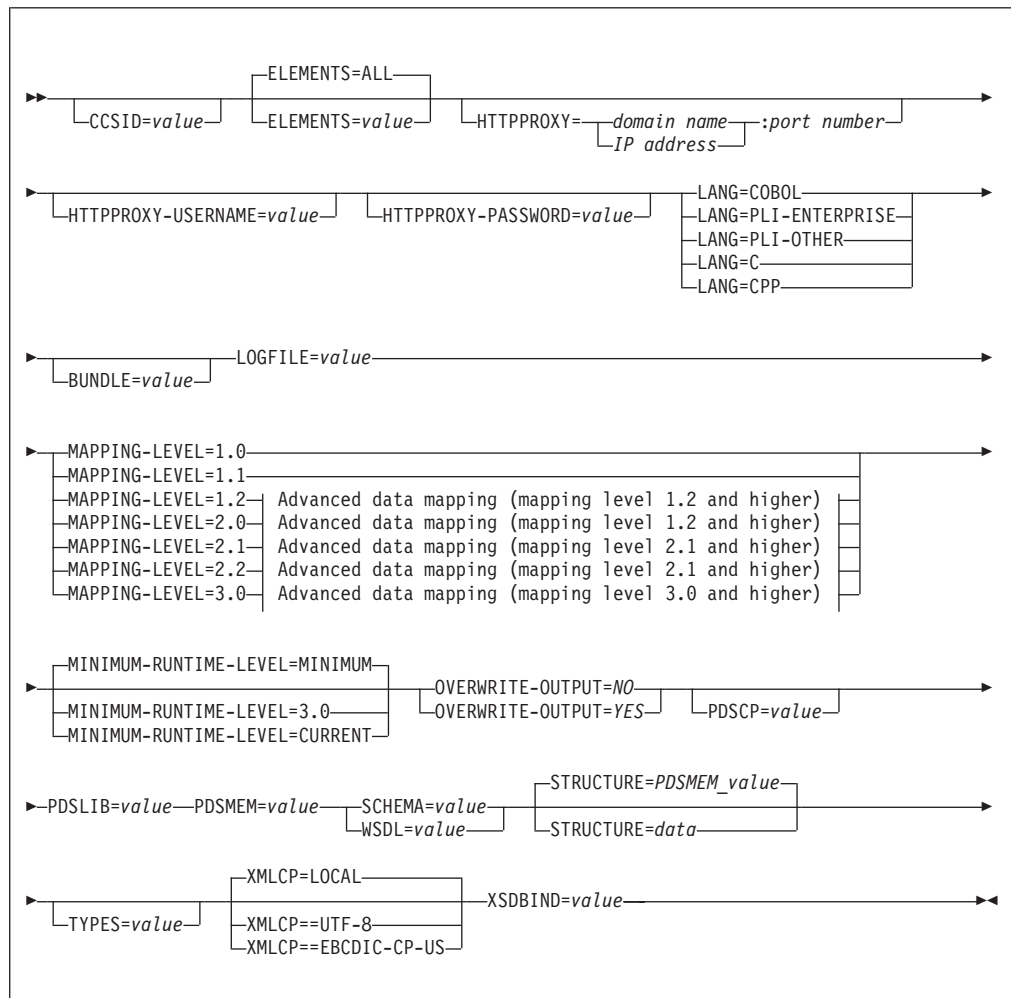 ELEMENTS=ALL
CCSID=value ELEMENTS=value HTTPPROXY= domain name :port number
IP address
LANG=COBOL
HTTPPROXY-USERNAME=value HTTPPROXY-PASSWORD=value LANG=PLI-ENTERPRISE
LANG=PLI-OTHER
LANG=C
LANG=CPP
LOGFILE=value
BUNDLE=value
MAPPING-LEVEL=1.0
MAPPING-LEVEL=1.1
MAPPING-LEVEL=1.2 Advanced data mapping (mapping level 1.2 and higher)
MAPPING-LEVEL=2.0 Advanced data mapping (mapping level 1.2 and higher)
MAPPING-LEVEL=2.1 Advanced data mapping (mapping level 2.1 and higher)
MAPPING-LEVEL=2.2 Advanced data mapping (mapping level 2.1 and higher)
MAPPING-LEVEL=3.0 Advanced data mapping (mapping level 3.0 and higher)
MINIMUM-RUNTIME-LEVEL=MINIMUM
OVERWRITE-OUTPUT=NO
MINIMUM-RUNTIME-LEVEL=3.0 OVERWRITE-OUTPUT=YES PDSCP=value
MINIMUM-RUNTIME-LEVEL=CURRENT
STRUCTURE=PDSMEM_value
PDSLIB=value PDSMEM=value SCHEMA=value
WSDL=value STRUCTURE=data
XMLCP=LOCAL
XSDBIND=value
TYPES=value XMLCP==UTF-8
XMLCP==EBCDIC-CP-US